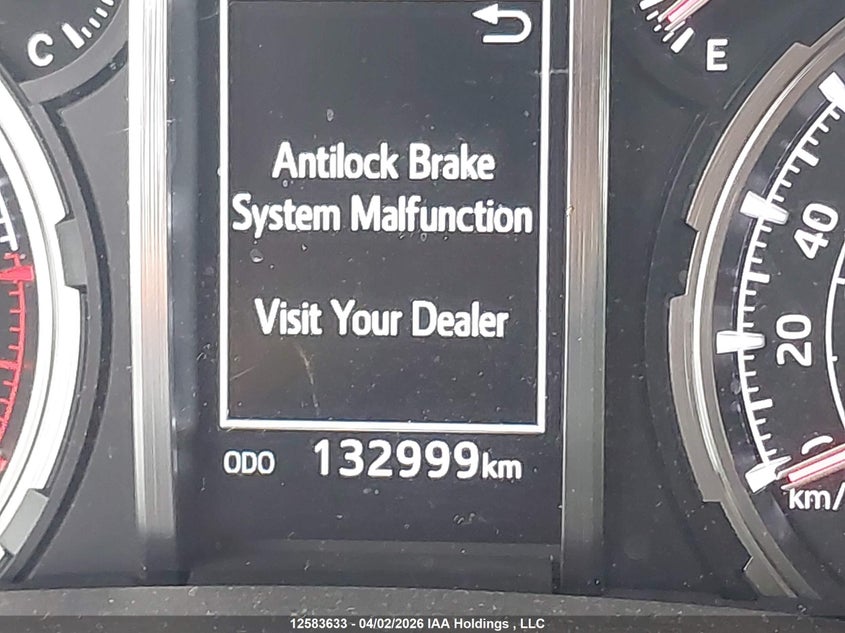 C
E
Antilock Brake
System Malfunction
Visit Your Dealer
40
20
0
ODO 132999km
km/
12583633 - 04/02/2026 IAA Holdings , LLC